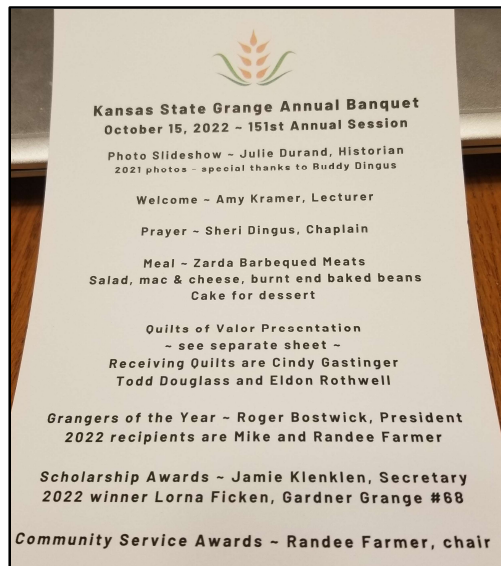 Kansas State Grange Annual Banquet
October 15, 2022 ~ 151st Annual Session
Photo Slideshow ~ Julie Durand, Historian
2021 photos - special thanks to Buddy Dingus
Welcome ~ Amy Kramer, Lecturer
Prayer ~ Sheri Dingus, Chaplain
Meal ~ Zarda Barbequed Meats
Salad, mac & cheese, burnt end baked beans
Cake for dessert
Quilts of Valor Presentation
~ see separate sheet ~
Receiving Quilts are Cindy Gastinger
Todd Douglass and Eldon Rothwell
Grangers of the Year ~ Roger Bostwick, President
2022 recipients are Mike and Randee Farmer
Scholarship Awards ~ Jamie Klenklen, Secretary
2022 winner Lorna Ficken, Gardner Grange #68
Community Service Awards ~ Randee Farmer, chair